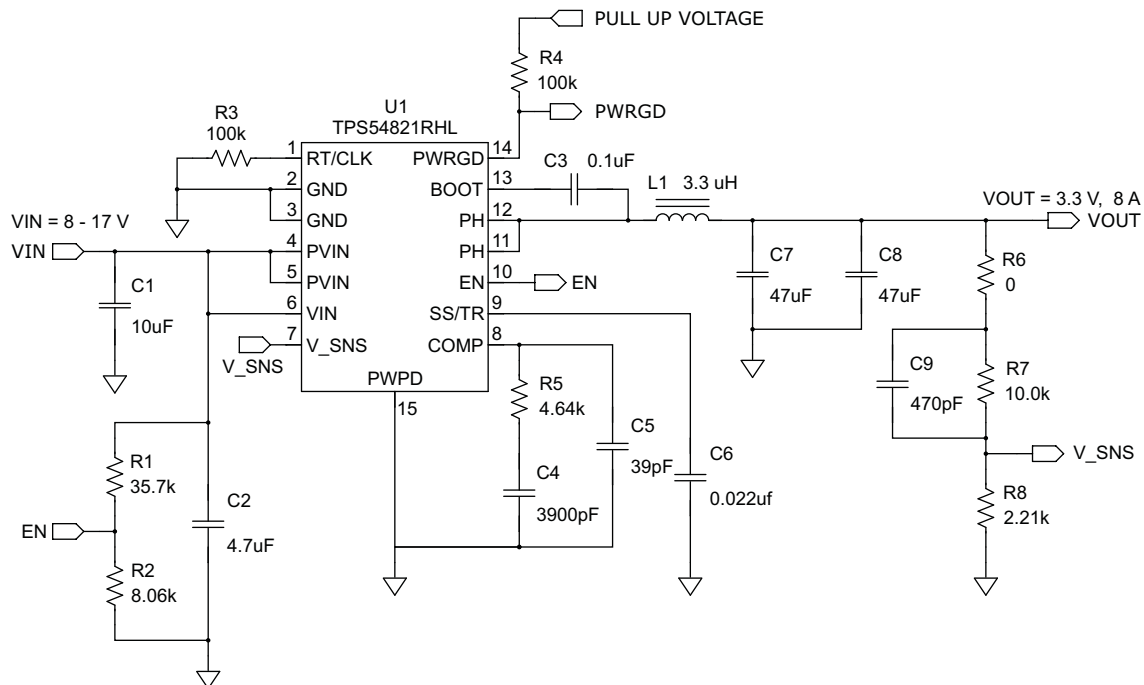 PULL UP VOLTAGE
R4
100k
PWRGD
U1
TPS54821RHL
R3
100k
1 RT/CLK PWRGD 14
2 GND BOOT 13
3 GND PH 12
4 PVIN PH 11
5 PVIN EN 10
6 VIN SS/TR 9
7 V_SNS COMP 8
PWPD
15
C3 0.1uF
L1 3.3 uH
VOUT = 3.3 V, 8 A
VOUT
VIN = 8 - 17 V
VIN
C1
10uF
EN
V_SNS
C7
47uF
C8
47uF
R6
0
C9
470pF
R7
10.0k
V_SNS
R8
2.21k
R5
4.64k
C4
3900pF
C5
39pF
C6
0.022uf
R1
35.7k
EN
R2
8.06k
C2
4.7uF